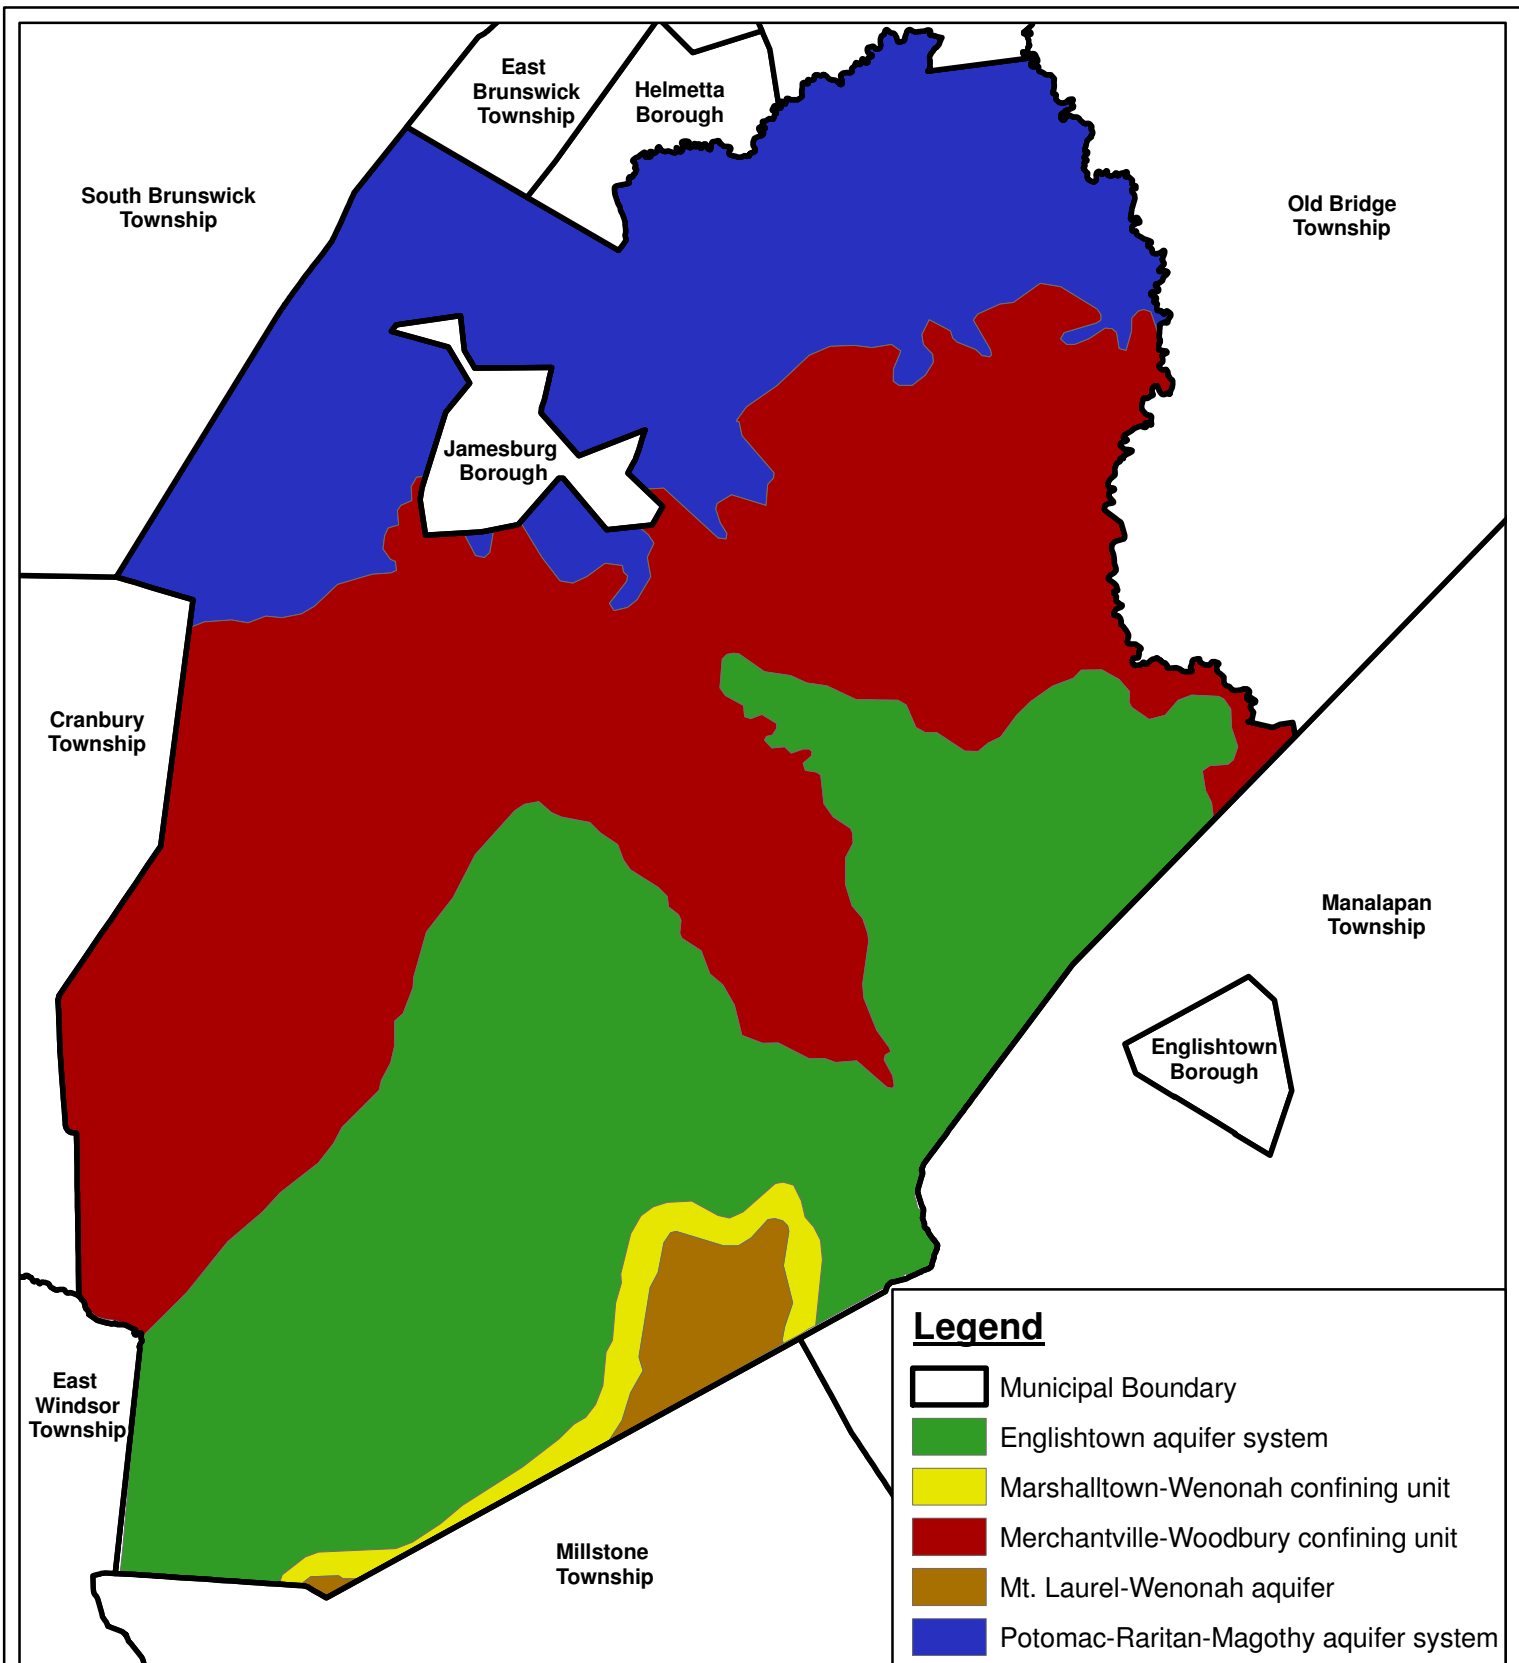 East
Brunswick
Township
Helmetta
Borough
South Brunswick
Township
Old Bridge
Township
Jamesburg
Borough
Cranbury
Township
Manalapan
Township
Englishtown
Borough
East
Windsor
Township
Millstone
Township
Legend
Municipal Boundary
Englishtown aquifer system
Marshalltown-Wenonah confining unit
Merchantville-Woodbury confining unit
Mt. Laurel-Wenonah aquifer
Potomac-Raritan-Magothy aquifer system